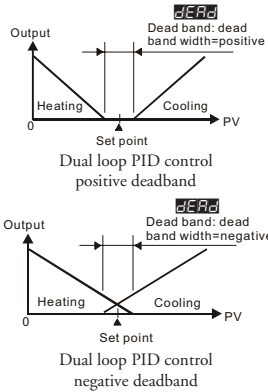 dEAd
Output
Dead band: dead
band width=positive
Heating
Cooling
0
PV
Set point
Dual loop PID control
positive deadband
dEAd
Output
Dead band: dead
band width=negative
Heating
Cooling
0
PV
Set point
Dual loop PID control
negative deadband